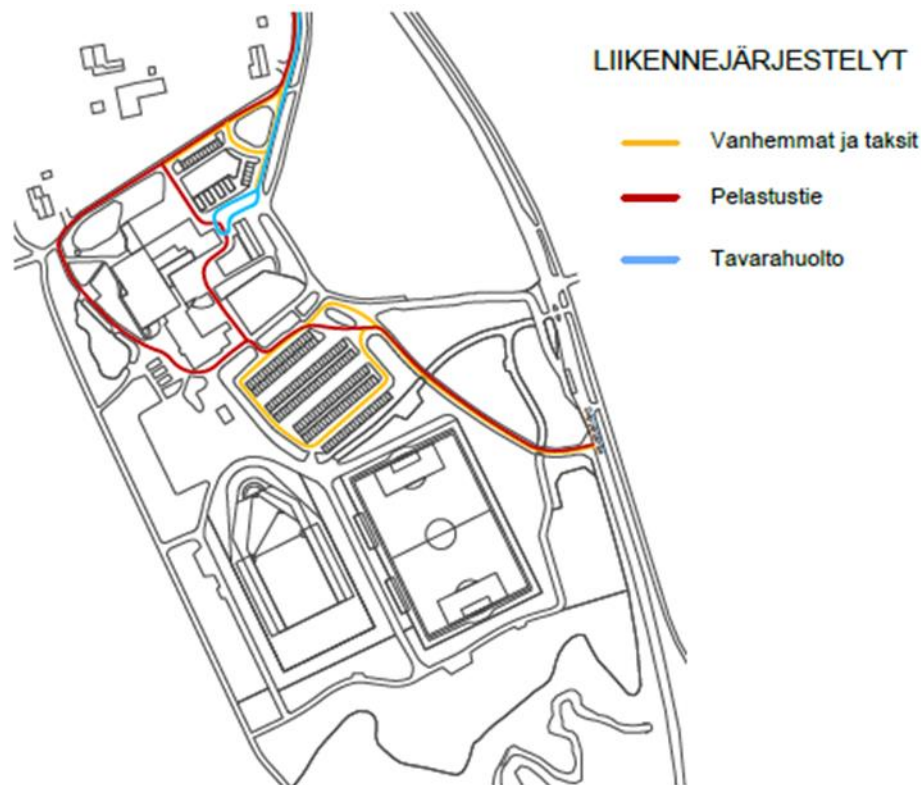 LIIKENNEJÄRJESTELYT
Vanhemmat ja taksit
Pelastustie
Tavarahuolto